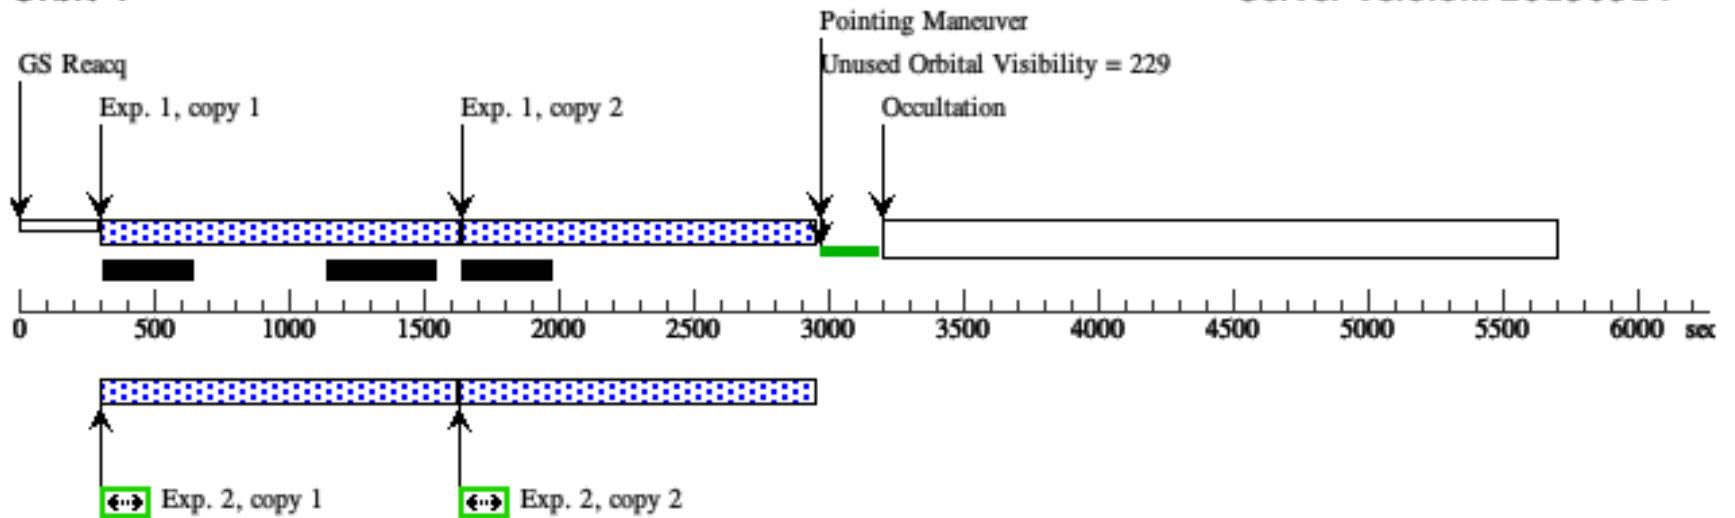 Pointing Maneuver
GS Reacq
Unused Orbital Visibility = 229
Exp. 1, copy 1
Exp. 1, copy 2
Occultation
0 500 1000 1500 2000 2500 3000 3500 4000 4500 5000 5500 6000 sec
Exp. 2, copy 1
Exp. 2, copy 2